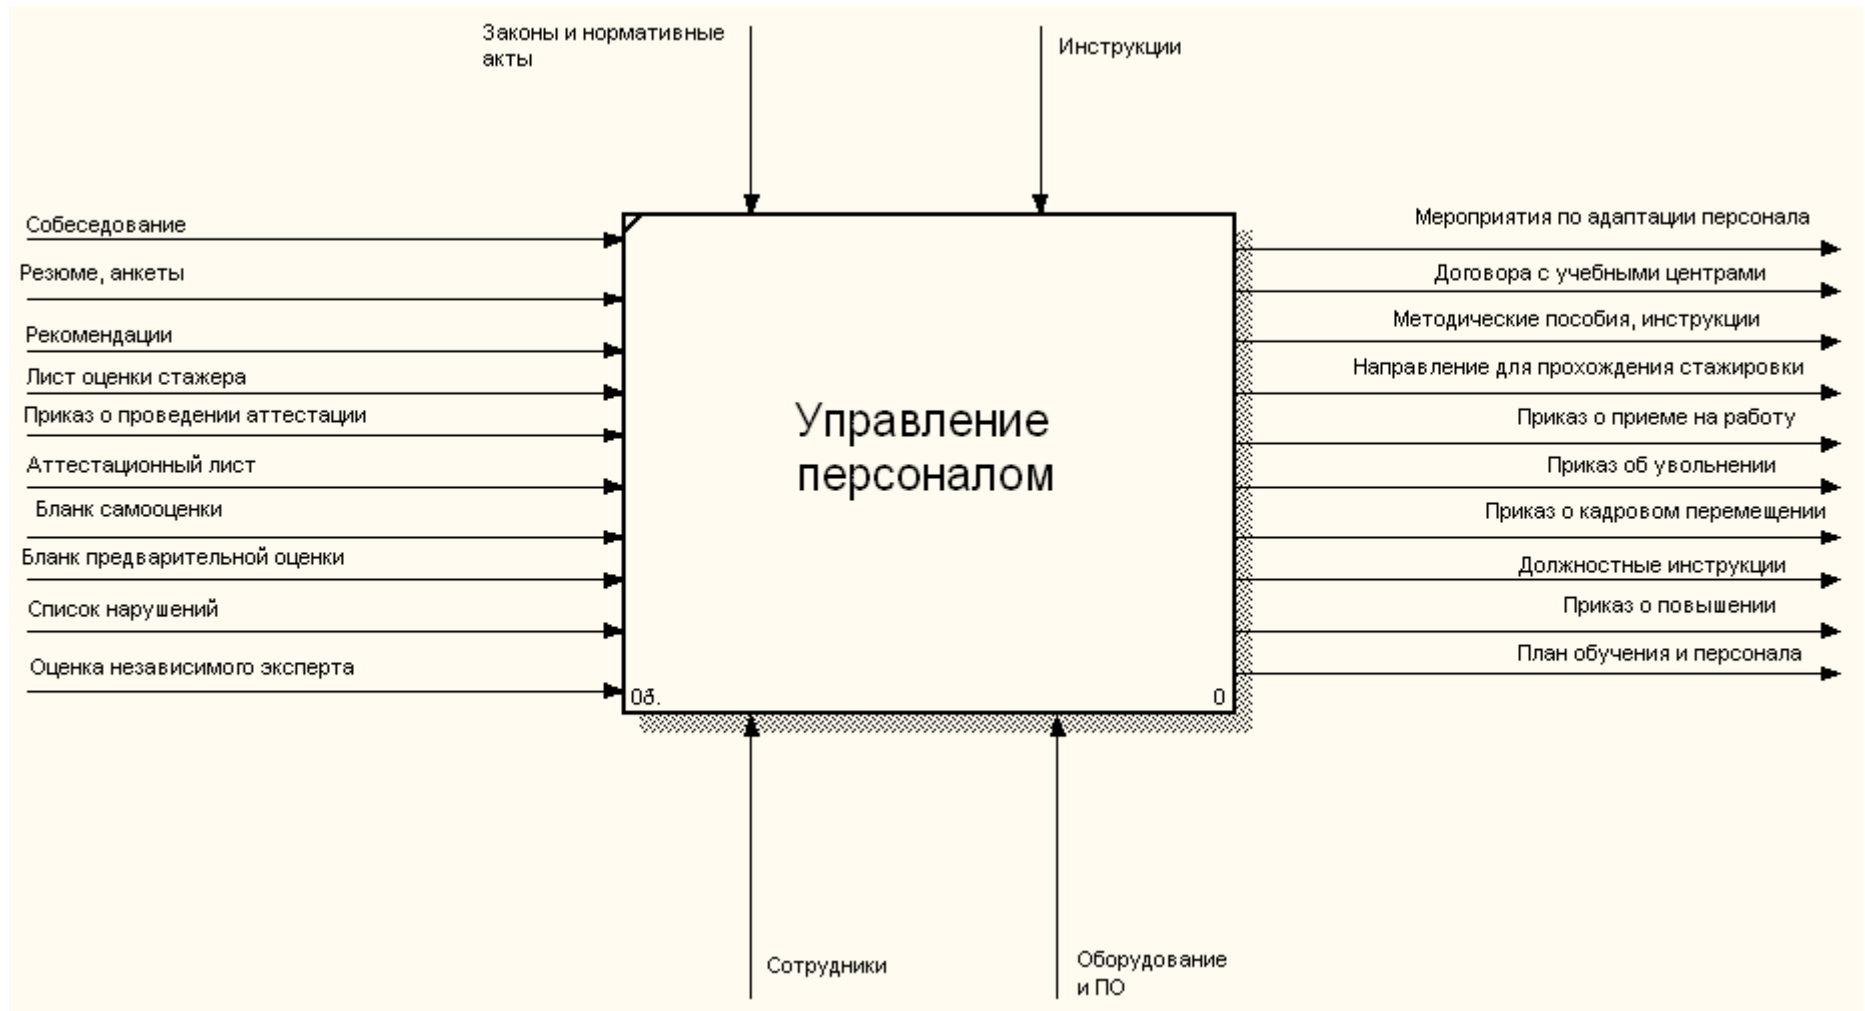 Законы и нормативные
акты
Инструкции
Собеседование
Резюме, анкеты
Рекомендации
Лист оценки стажера
Приказ о проведении аттестации
Аттестационный лист
Бланк самооценки
Бланк предварительной оценки
Список нарушений
Оценка независимого эксперта
Управление
персоналом
0ð.
0
Мероприятия по адаптации персонала
Договора с учебными центрами
Методические пособия, инструкции
Направление для прохождения стажировки
Приказ о приеме на работу
Приказ об увольнении
Приказ о кадровом перемещении
Должностные инструкции
Приказ о повышении
План обучения и персонала
Сотрудники
Оборудование
и ПО